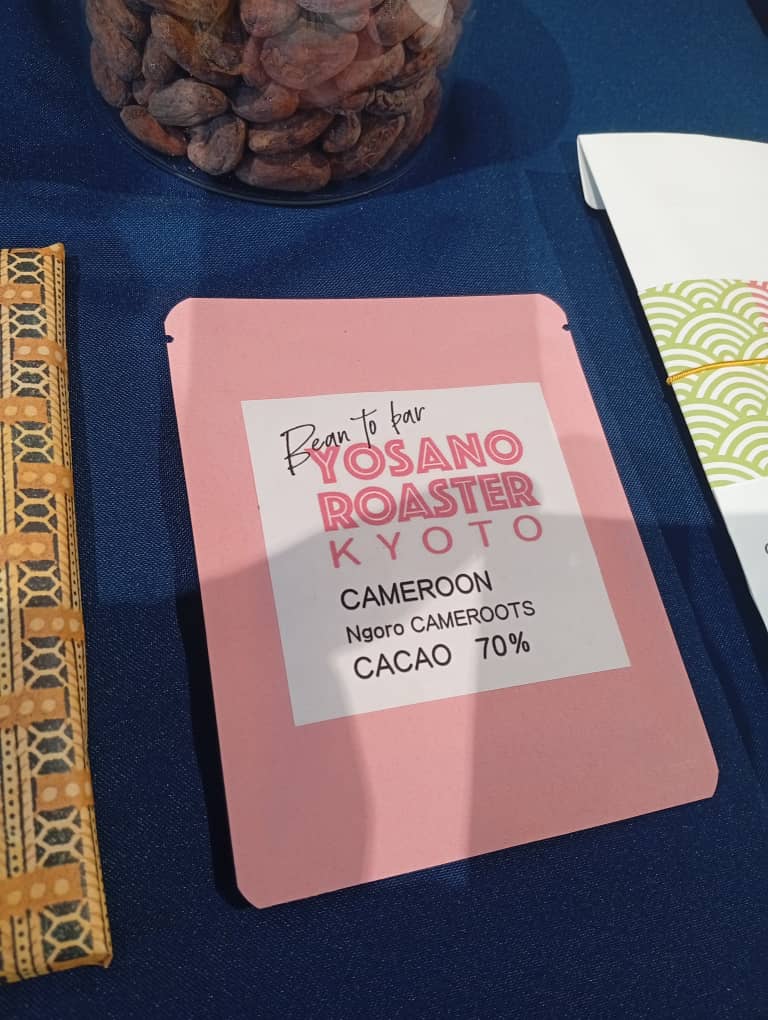 Bean to bar
YOSANO
ROASTER
KYOTO
CAMEROON
Ngoro CAMEROOTS
CACAO 70%